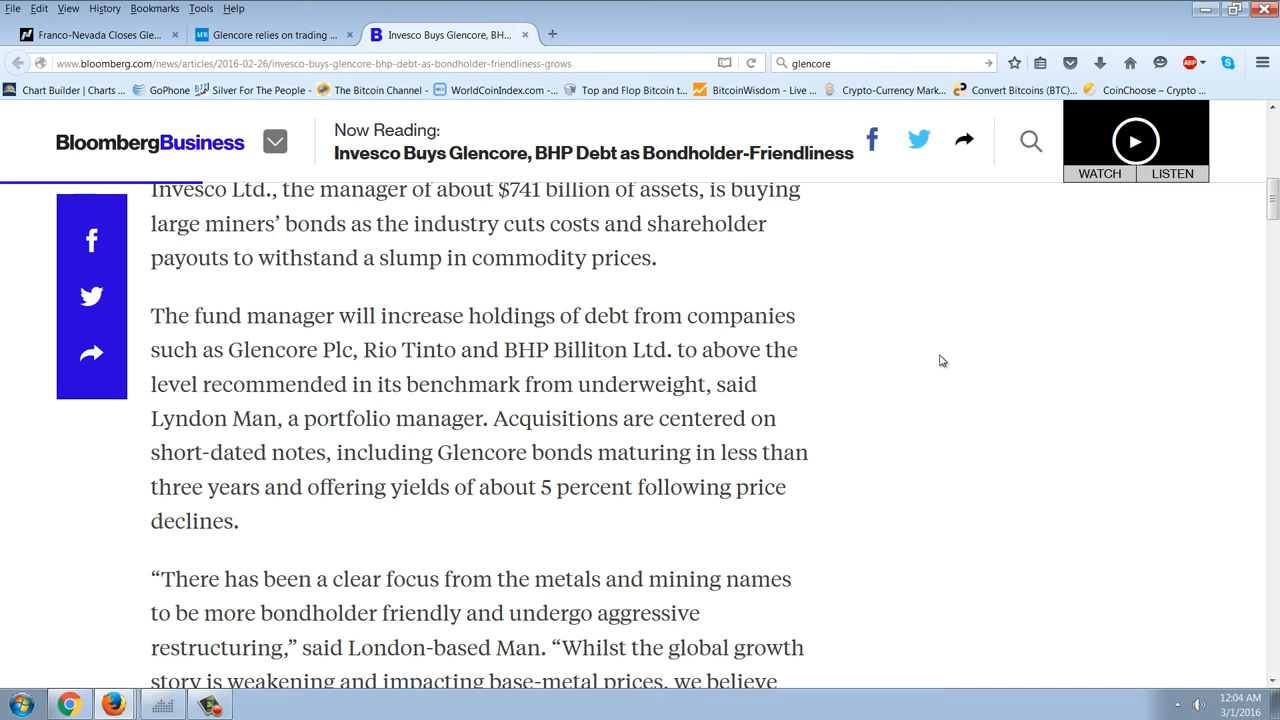 File Edit View History Bookmarks Tools Help
Franco-Nevada Closes Gle... × AFR Glencore relies on trading ... × B Invesco Buys Glencore, BH... × +
www.bloomberg.com/news/articles/2016-02-26/invesco-buys-glencore-bhp-debt-as-bondholder-friendliness-grows
glencore
ABP
Chart Builder | Charts ... GoPhone Silver For The People - The Bitcoin Channel - WorldCoinIndex.com -... Top and Flop Bitcoin t... BitcoinWisdom - Live ... Crypto-Currency Mark... Convert Bitcoins (BTC)... CoinChoose – Crypto ...
BloombergBusiness
Now Reading:
Invesco Buys Glencore, BHP Debt as Bondholder-Friendliness
WATCH LISTEN
Invesco Ltd., the manager of about $741 billion of assets, is buying
large miners’ bonds as the industry cuts costs and shareholder
payouts to withstand a slump in commodity prices.
The fund manager will increase holdings of debt from companies
such as Glencore Plc, Rio Tinto and BHP Billiton Ltd. to above the
level recommended in its benchmark from underweight, said
Lyndon Man, a portfolio manager. Acquisitions are centered on
short-dated notes, including Glencore bonds maturing in less than
three years and offering yields of about 5 percent following price
declines.
“There has been a clear focus from the metals and mining names
to be more bondholder friendly and undergo aggressive
restructuring,” said London-based Man. “Whilst the global growth
story is weakening and impacting base-metal prices, we believe
12:04 AM
3/1/2016